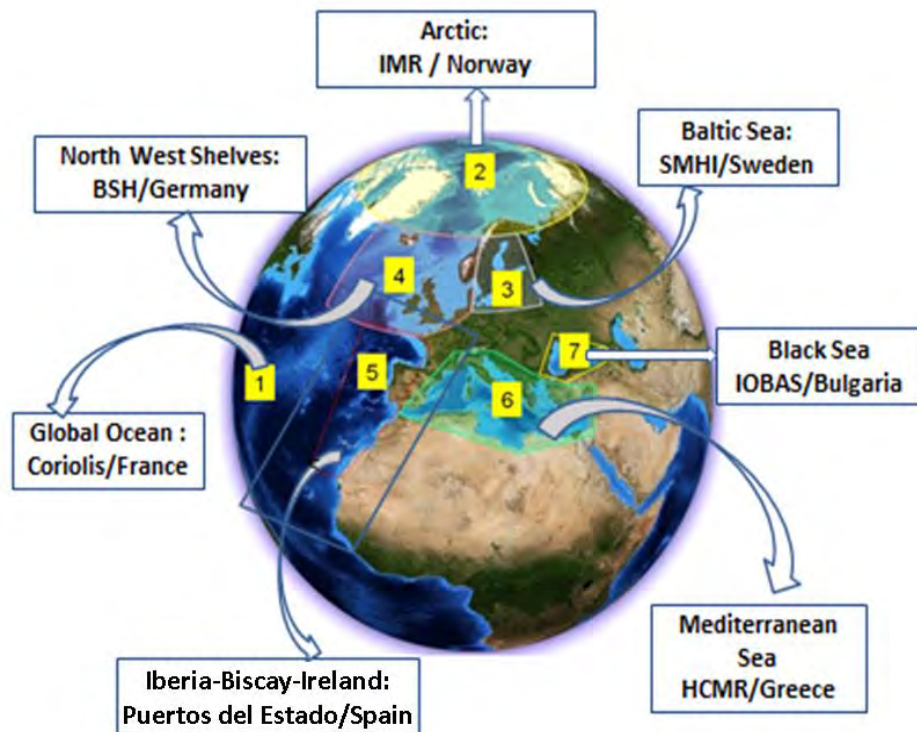 Arctic:
IMR / Norway
North West Shelves:
BSH/Germany
Baltic Sea:
SMHI/Sweden
2
4
3
7
Black Sea
IOBAS/Bulgaria
1
5
6
Global Ocean :
Coriolis/France
Mediterranean
Sea
HCMR/Greece
Iberia-Biscay-Ireland:
Puertos del Estado/Spain